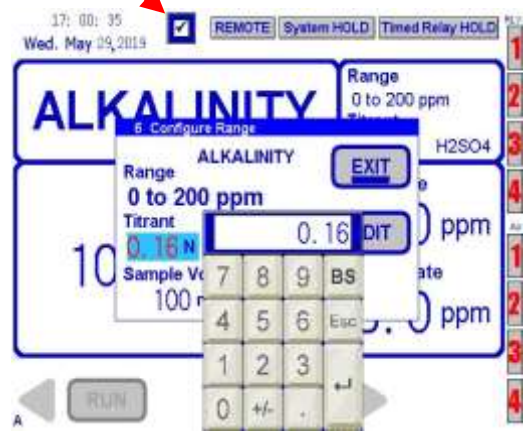 17: 00: 35
Wed. May 29,2019
REMOTE
System HOLD
Timed Relay HOLD
1
2
3
4
1
2
3
4
ALKALINITY
Range
0 to 200 ppm
H2SO4
ppm
ppm
6 Configure Range
ALKALINITY
EXIT
Range
0 to 200 ppm
Titrant
0.16 N
0.16
DIT
Sample Vo
100
10
7 8 9 BS
4 5 6 Esc
1 2 3 ↵
0 +/- .
RUN
A